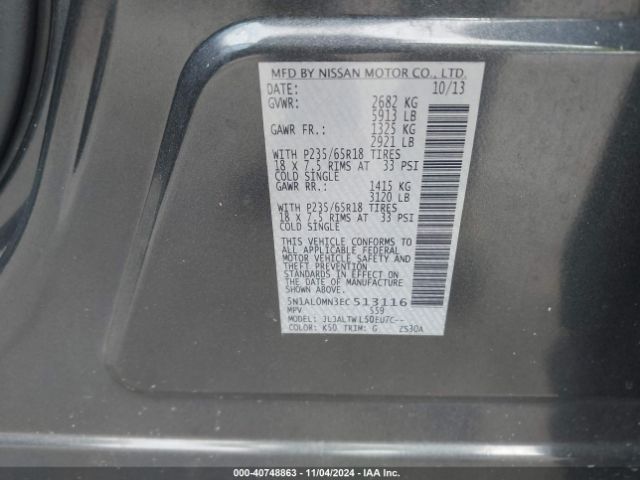 MFD BY NISSAN MOTOR CO., LTD.
DATE: 10/13
GVWR: 2682 KG
5913 LB
GAWR FR.: 1325 KG
2921 LB
WITH P235/65R18 TIRES
18 X 7.5 RIMS AT 33 PSI
COLD SINGLE
GAWR RR.: 1415 KG
3120 LB
WITH P235/65R18 TIRES
18 X 7.5 RIMS AT 33 PSI
COLD SINGLE
THIS VEHICLE CONFORMS TO
ALL APPLICABLE FEDERAL
MOTOR VEHICLE SAFETY AND
THEFT PREVENTION
STANDARDS IN EFFECT ON THE
DATE OF MANUFACTURE
SHOWN ABOVE.
5N1AL0MN3EC513116
MPV S59
MODEL: JL3ALTWL50EU7C--
COLOR: K50 TRIM: G ZS30A
000-40748863 - 11/04/2024 - IAA Inc.